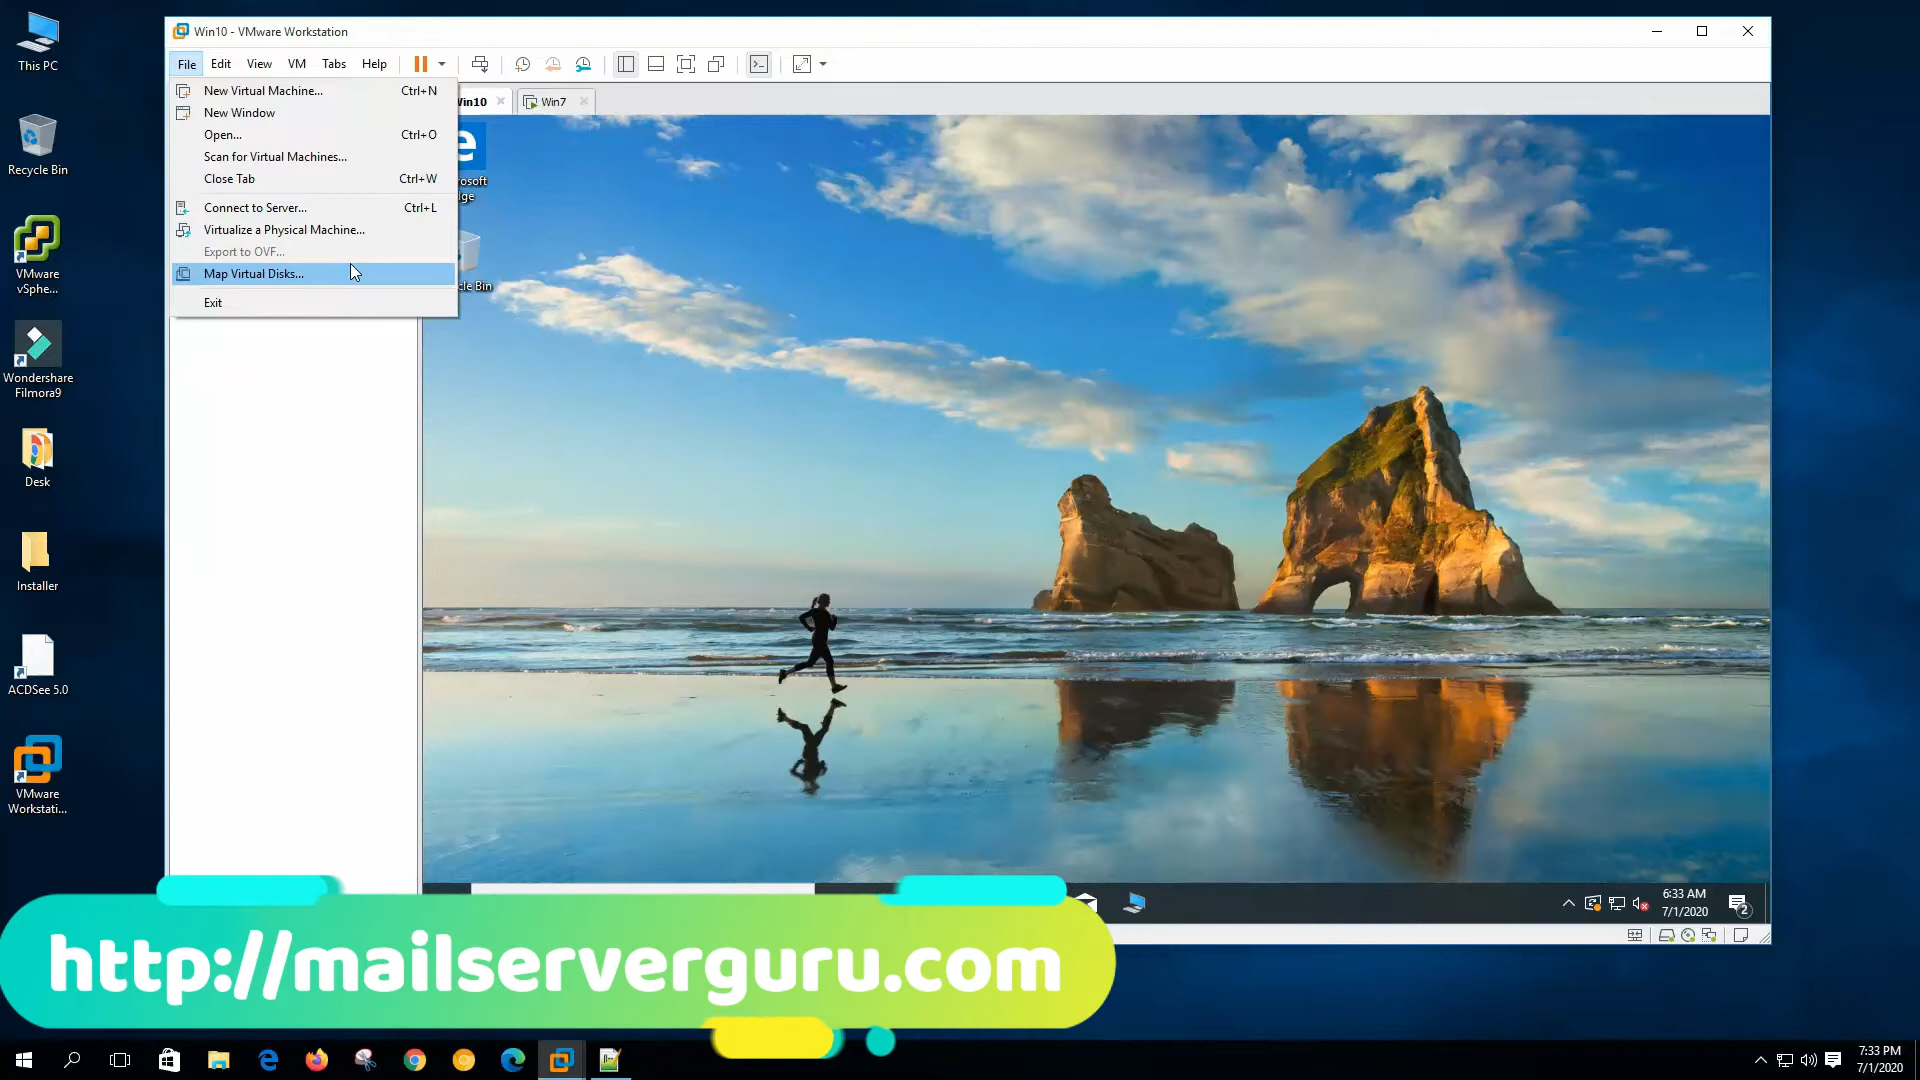 This PC
Recycle Bin
VMware
vSphe...
Wondershare
Filmora9
Desk
Installer
ACDSee 5.0
VMware
Workstati...
Win10 - VMware Workstation
File Edit View VM Tabs Help
New Virtual Machine... Ctrl+N
New Window
Open... Ctrl+O
Scan for Virtual Machines...
Close Tab Ctrl+W
Connect to Server... Ctrl+L
Virtualize a Physical Machine...
Export to OVF...
Map Virtual Disks...
Exit
in10
Win7
rosoft
dge
cle Bin
6:33 AM
7/1/2020
2
http://mailserverguru.com
7:33 PM
7/1/2020